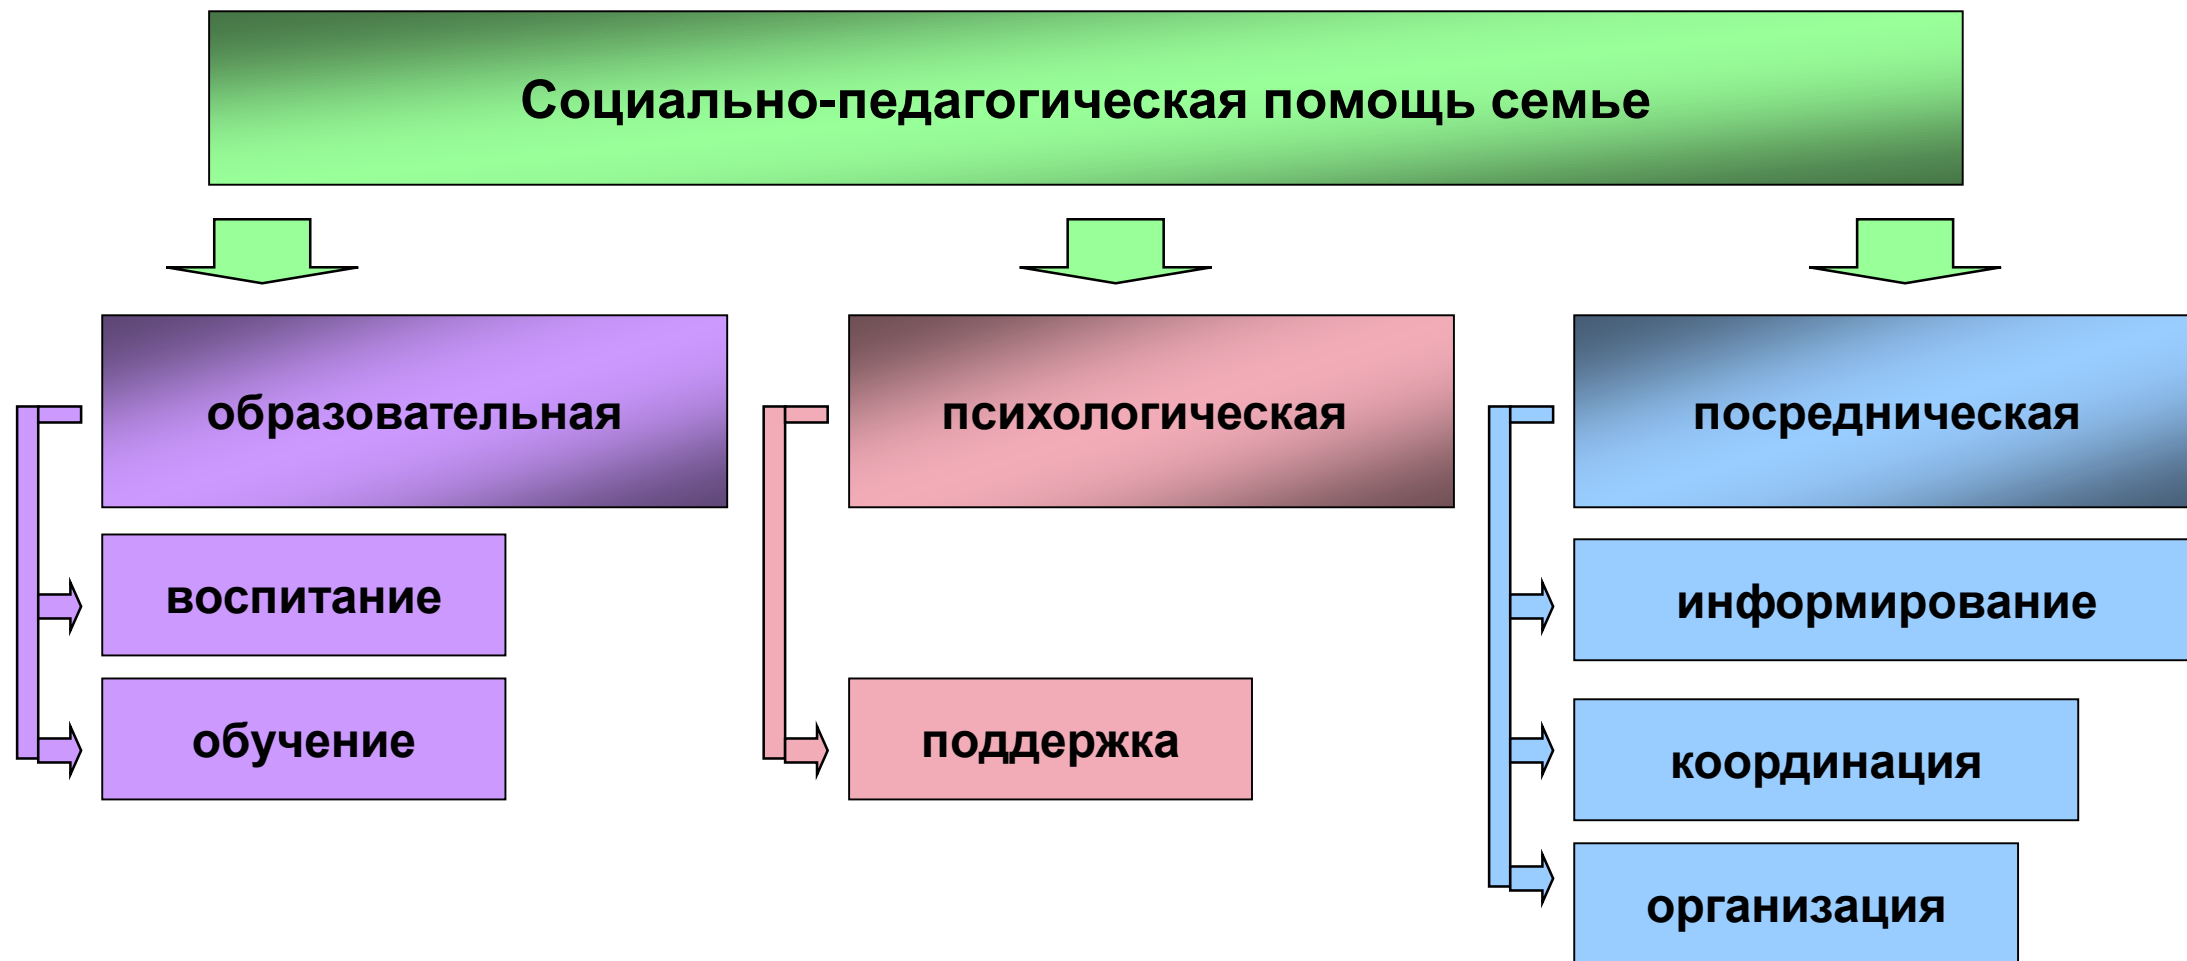 Социально-педагогическая помощь семье
образовательная
воспитание
обучение
психологическая
поддержка
посредническая
информирование
координация
организация